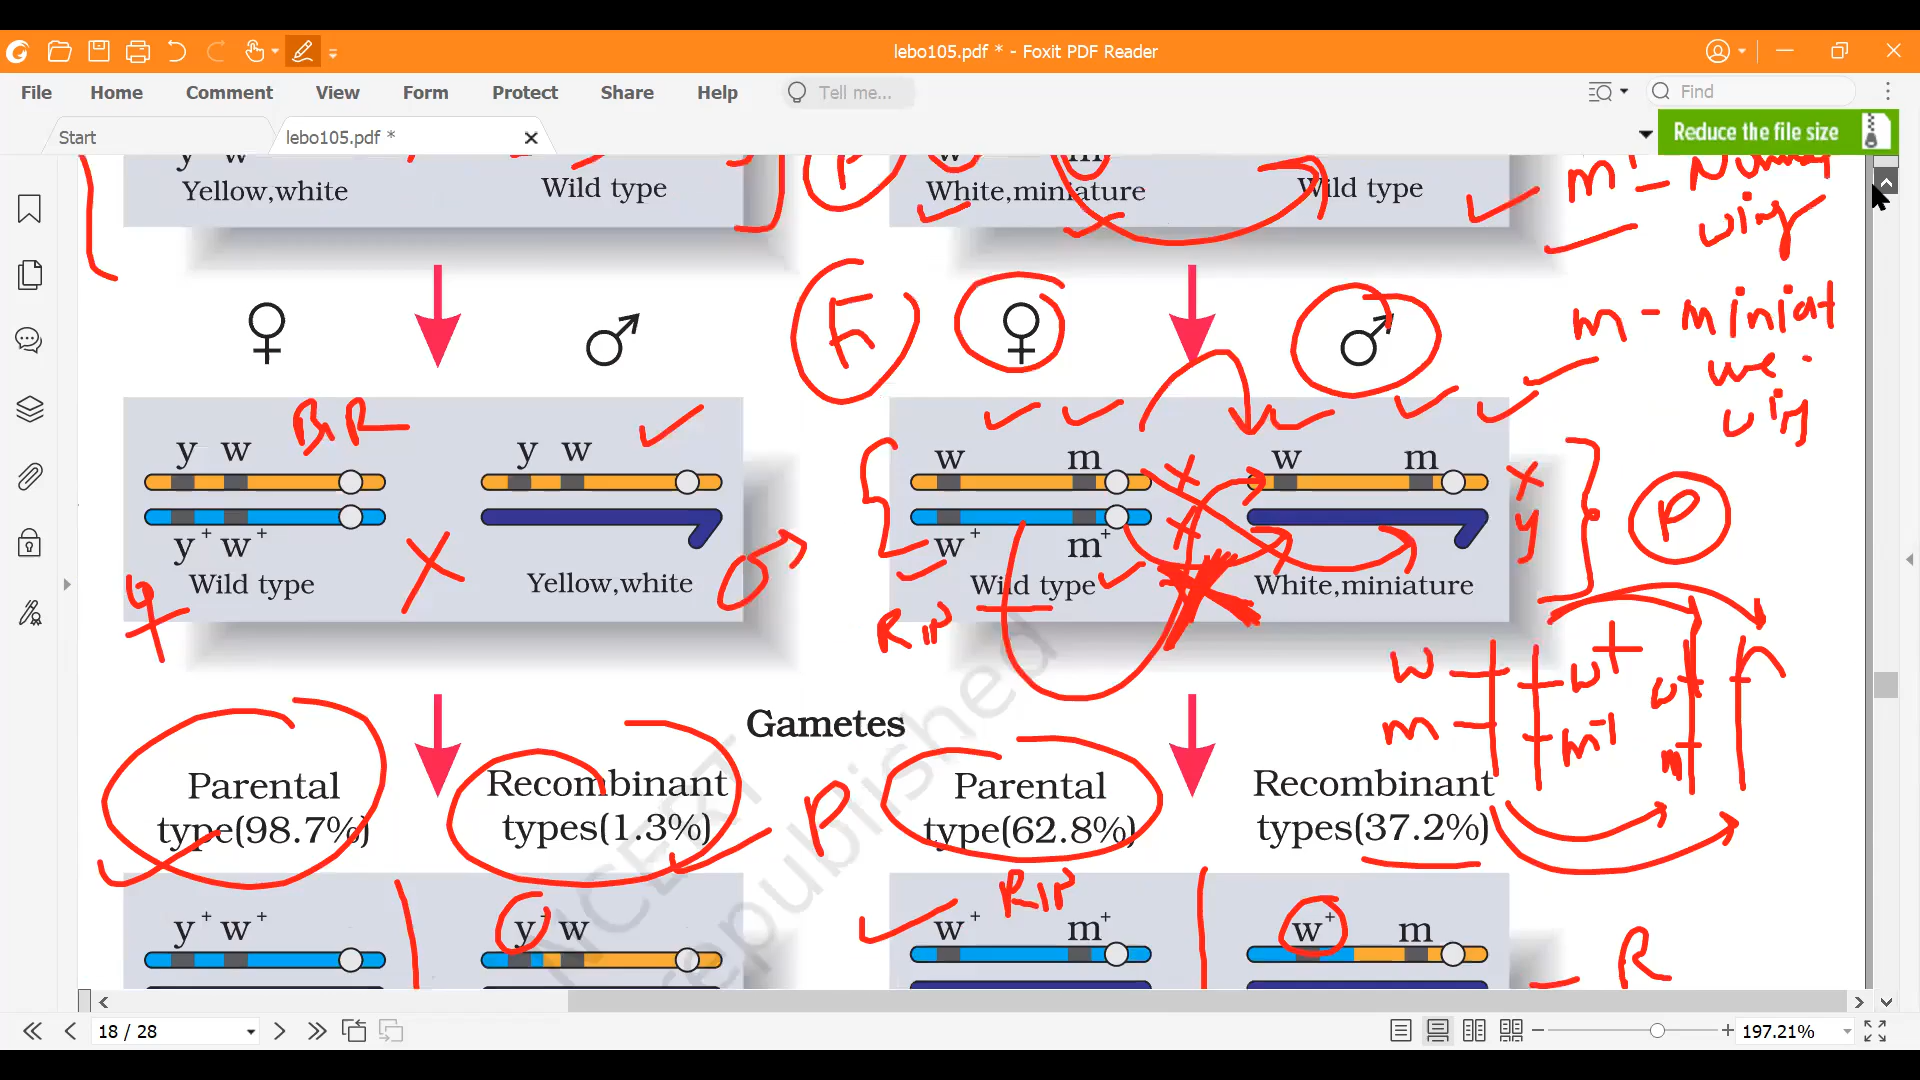 lebo105.pdf * - Foxit PDF Reader
File Home Comment View Form Protect Share Help Tell me... Find
Start lebo105.pdf * Reduce the file size
y w w m
Yellow,white Wild type White,miniature Wild type
m+ - Normal
wing
m - miniat
wing
F1
y w y w w m w m
B,R
X
y
P
y+ w+ w+ m+
Wild type Yellow,white Wild type White,miniature
w w+ w
m m+ m
Gametes
Parental Recombinant Parental Recombinant
type(98.7%) types(1.3%) type(62.8%) types(37.2%)
P
y+ w+ y+ w w+ m+ w+ m
R
NCERT
republished
18 / 28 197.21%